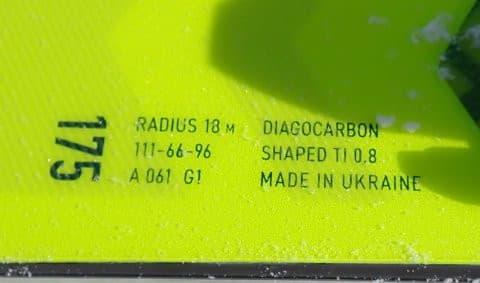 175
RADIUS 18 M
111-66-96
A 061 G1
DIAGOCARBON
SHAPED TI 0,8
MADE IN UKRAINE